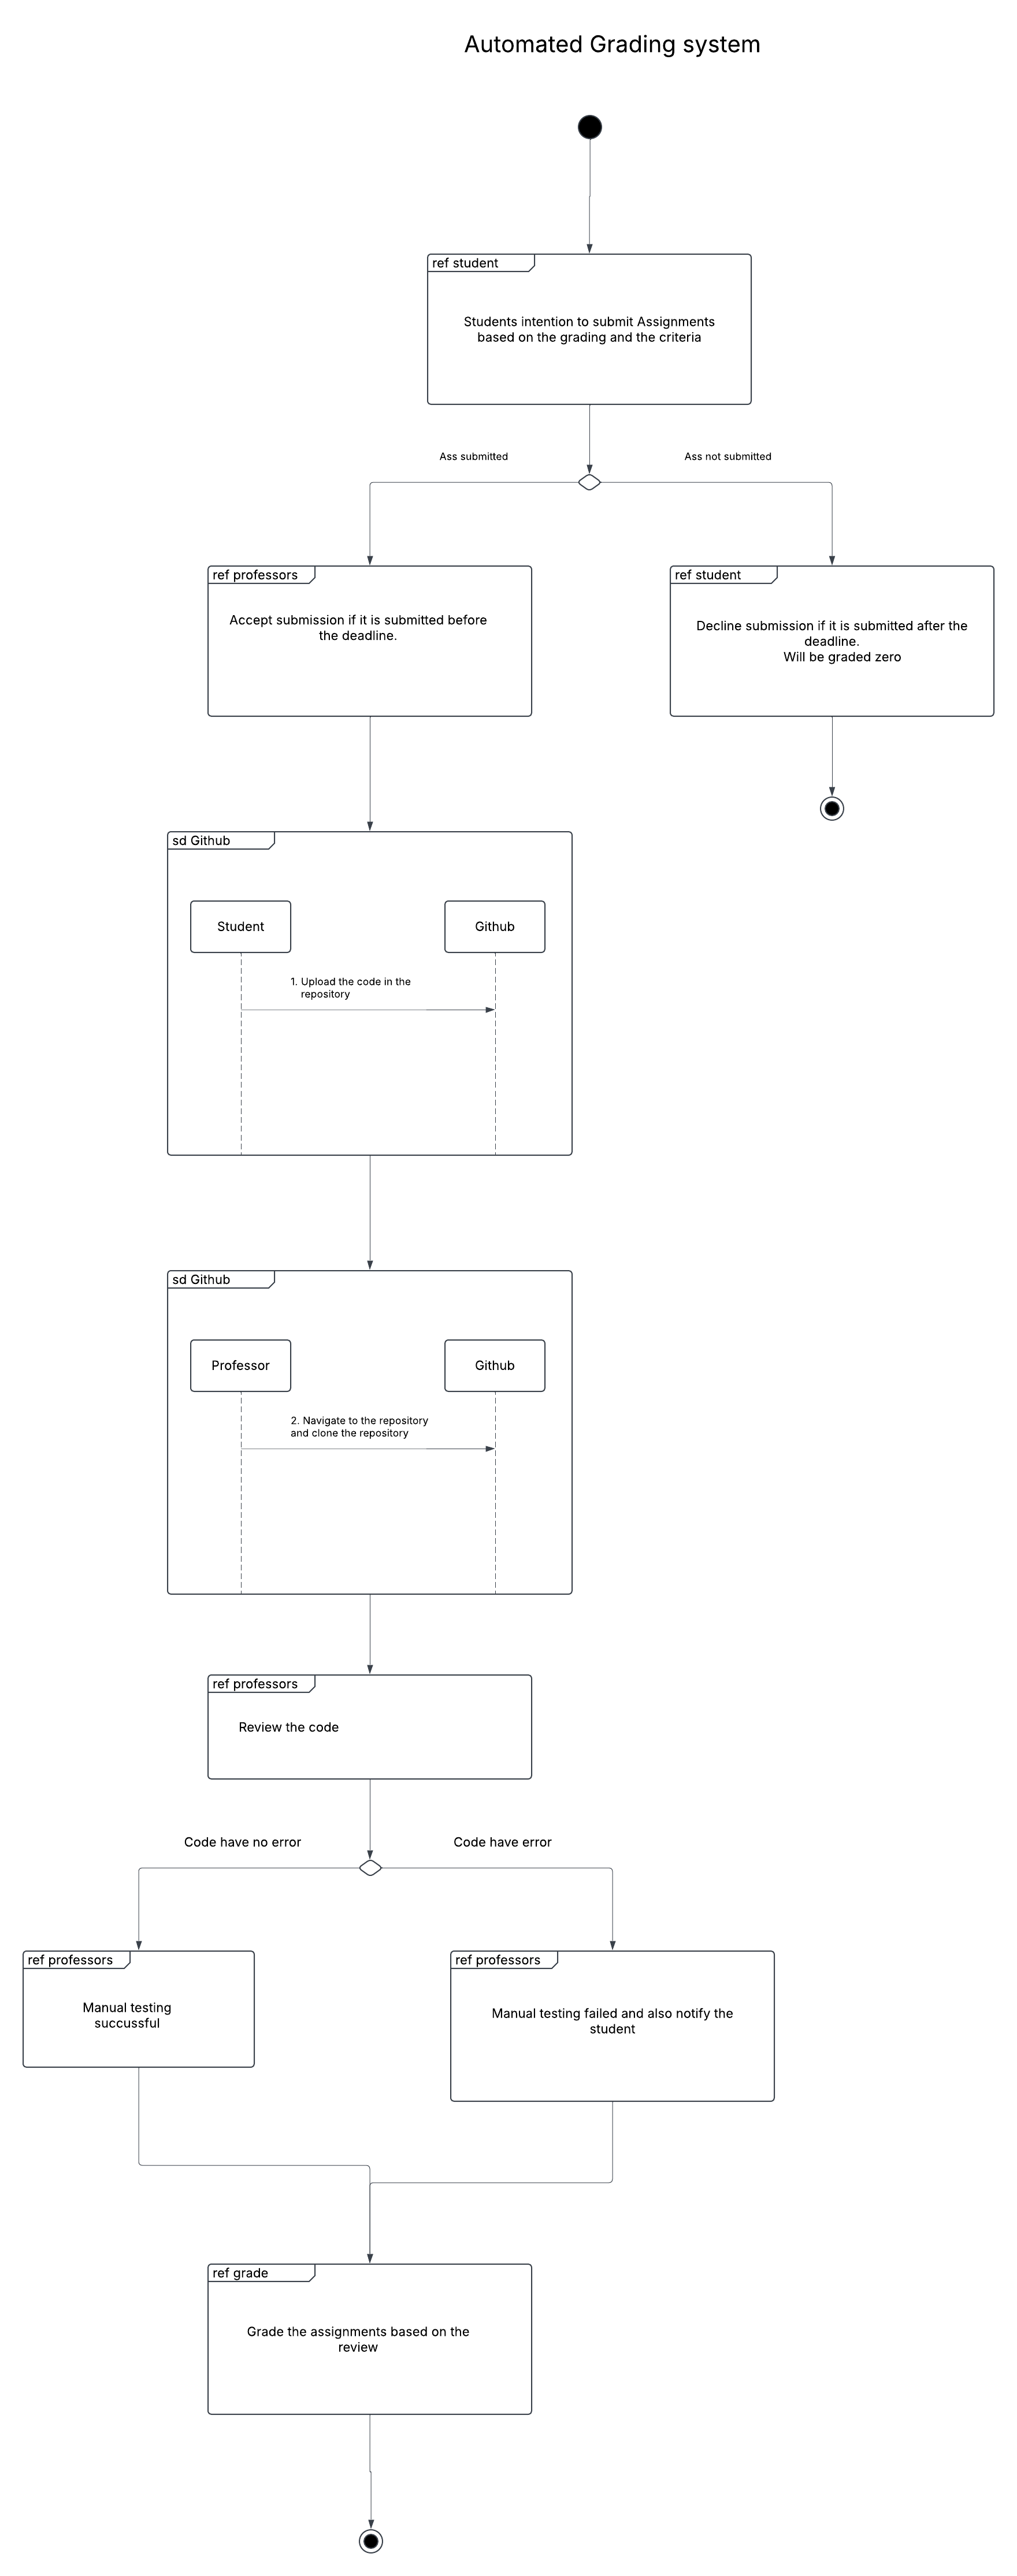 Automated Grading system
ref student
Students intention to submit Assignments
based on the grading and the criteria
Ass submitted
Ass not submitted
ref professors
Accept submission if it is submitted before
the deadline.
ref student
Decline submission if it is submitted after the
deadline.
Will be graded zero
sd Github
Student
Github
1. Upload the code in the
repository
sd Github
Professor
Github
2. Navigate to the repository
and clone the repository
ref professors
Review the code
Code have no error
Code have error
ref professors
Manual testing
succussful
ref professors
Manual testing failed and also notify the
student
ref grade
Grade the assignments based on the
review